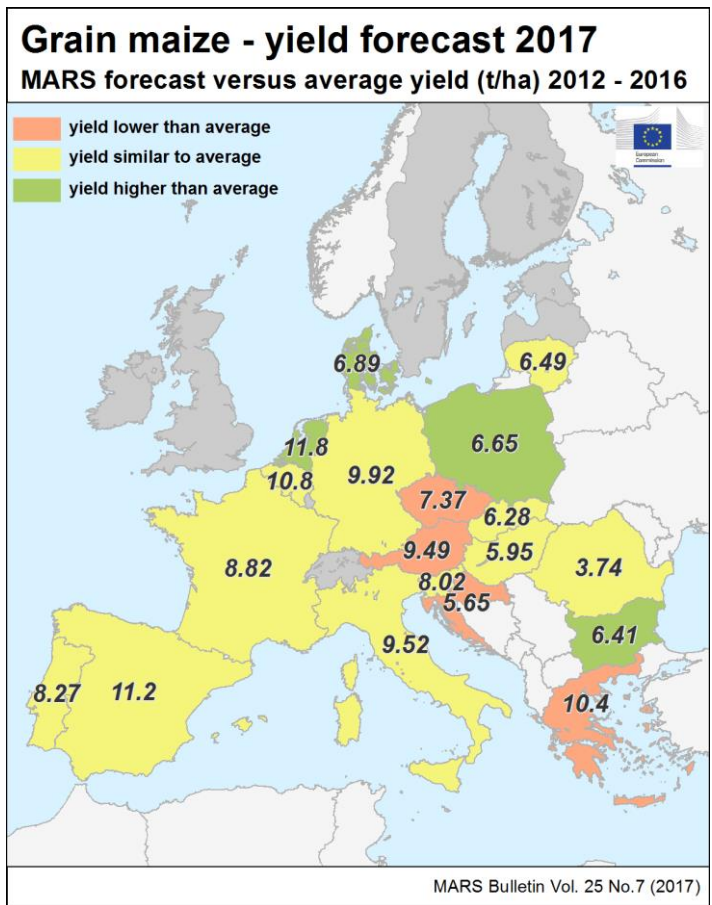 Grain maize - yield forecast 2017
MARS forecast versus average yield (t/ha) 2012 - 2016
yield lower than average
yield similar to average
yield higher than average
European
Commission
6.89
6.49
11.8
6.65
10.8
9.92
7.37
6.28
9.49
5.95
8.82
8.02
3.74
5.65
6.41
9.52
8.27
11.2
10.4
MARS Bulletin Vol. 25 No.7 (2017)